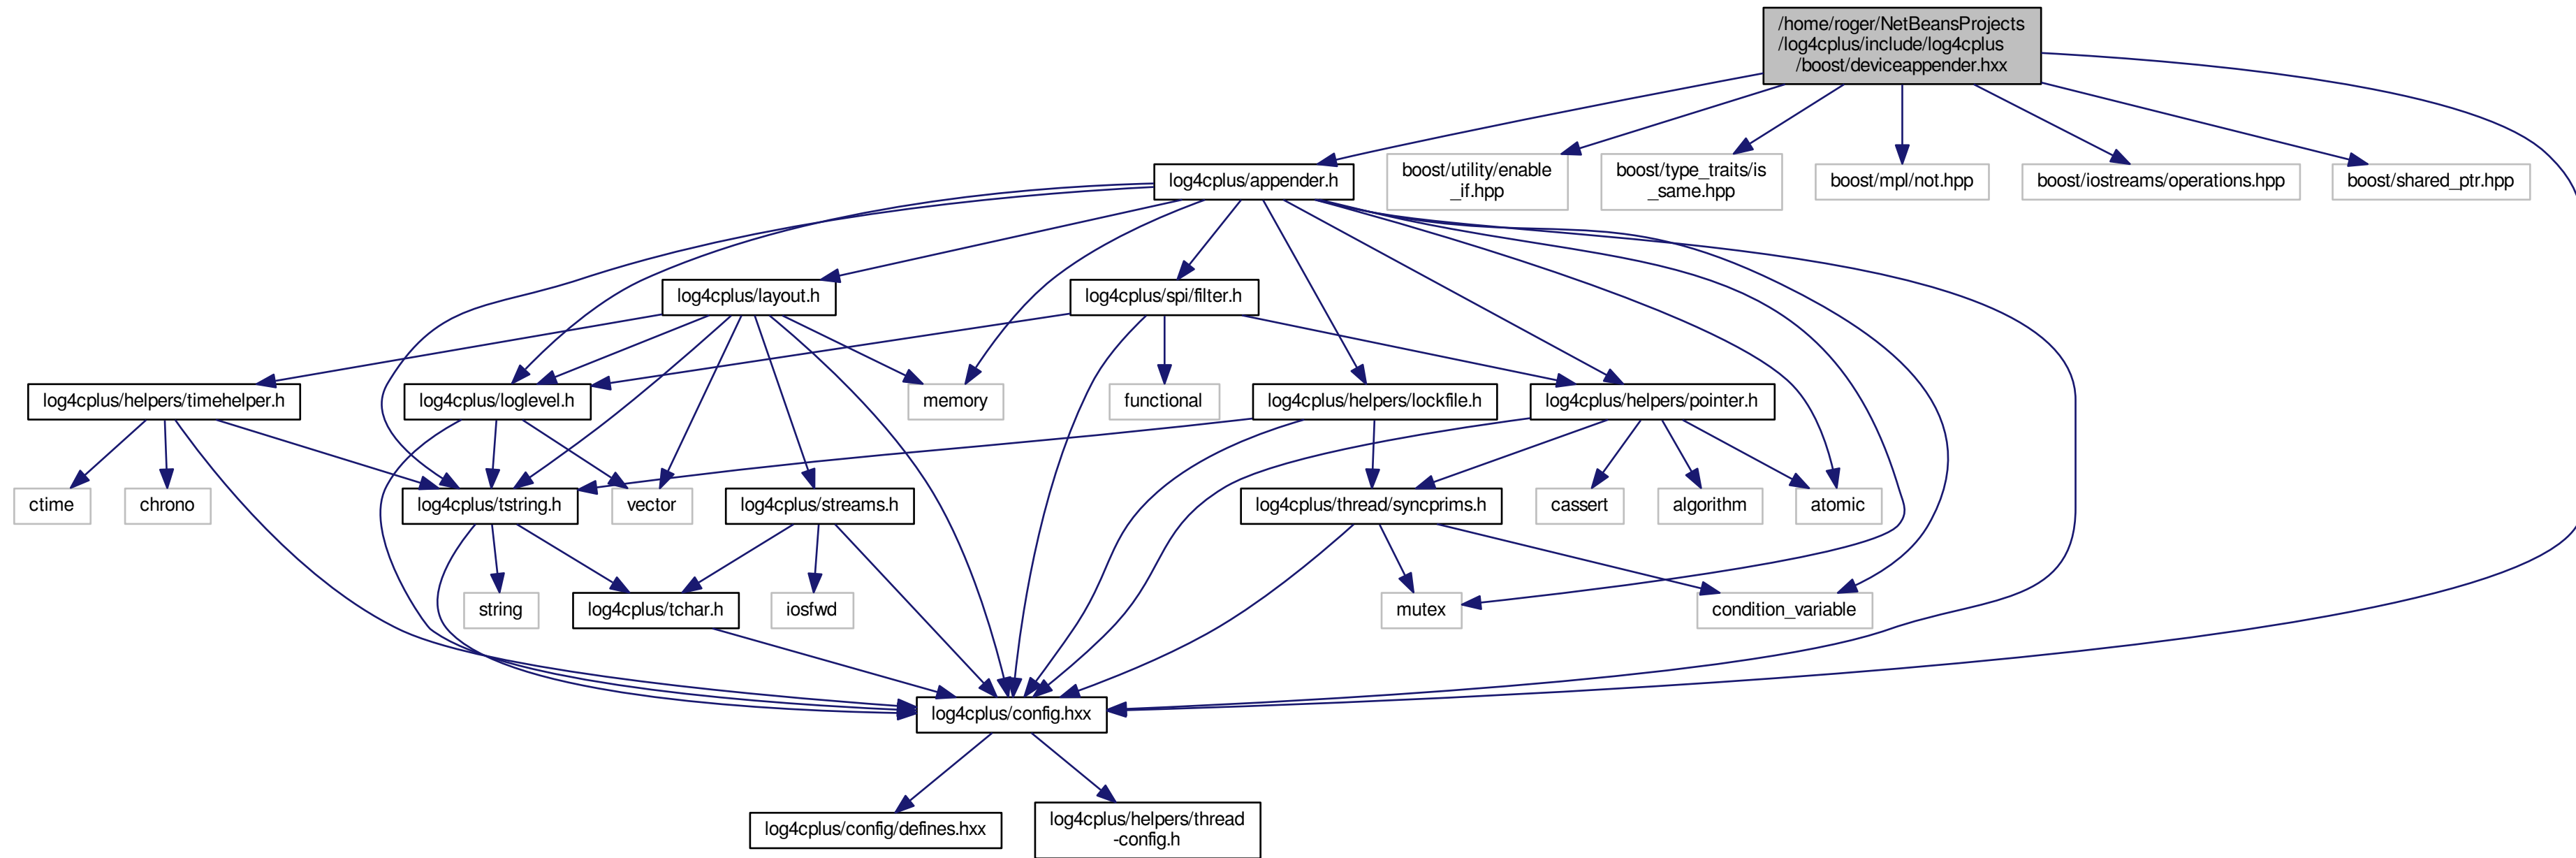 /home/roger/NetBeansProjects
/log4cplus/include/log4cplus
/boost/deviceappender.hxx
log4cplus/appender.h
boost/utility/enable
_if.hpp
boost/type_traits/is
_same.hpp
boost/mpl/not.hpp
boost/iostreams/operations.hpp
boost/shared_ptr.hpp
log4cplus/layout.h
log4cplus/spi/filter.h
log4cplus/helpers/timehelper.h
log4cplus/loglevel.h
memory
functional
log4cplus/helpers/lockfile.h
log4cplus/helpers/pointer.h
ctime
chrono
log4cplus/tstring.h
vector
log4cplus/streams.h
log4cplus/thread/syncprims.h
cassert
algorithm
atomic
string
log4cplus/tchar.h
iosfwd
mutex
condition_variable
log4cplus/config.hxx
log4cplus/config/defines.hxx
log4cplus/helpers/thread
-config.h